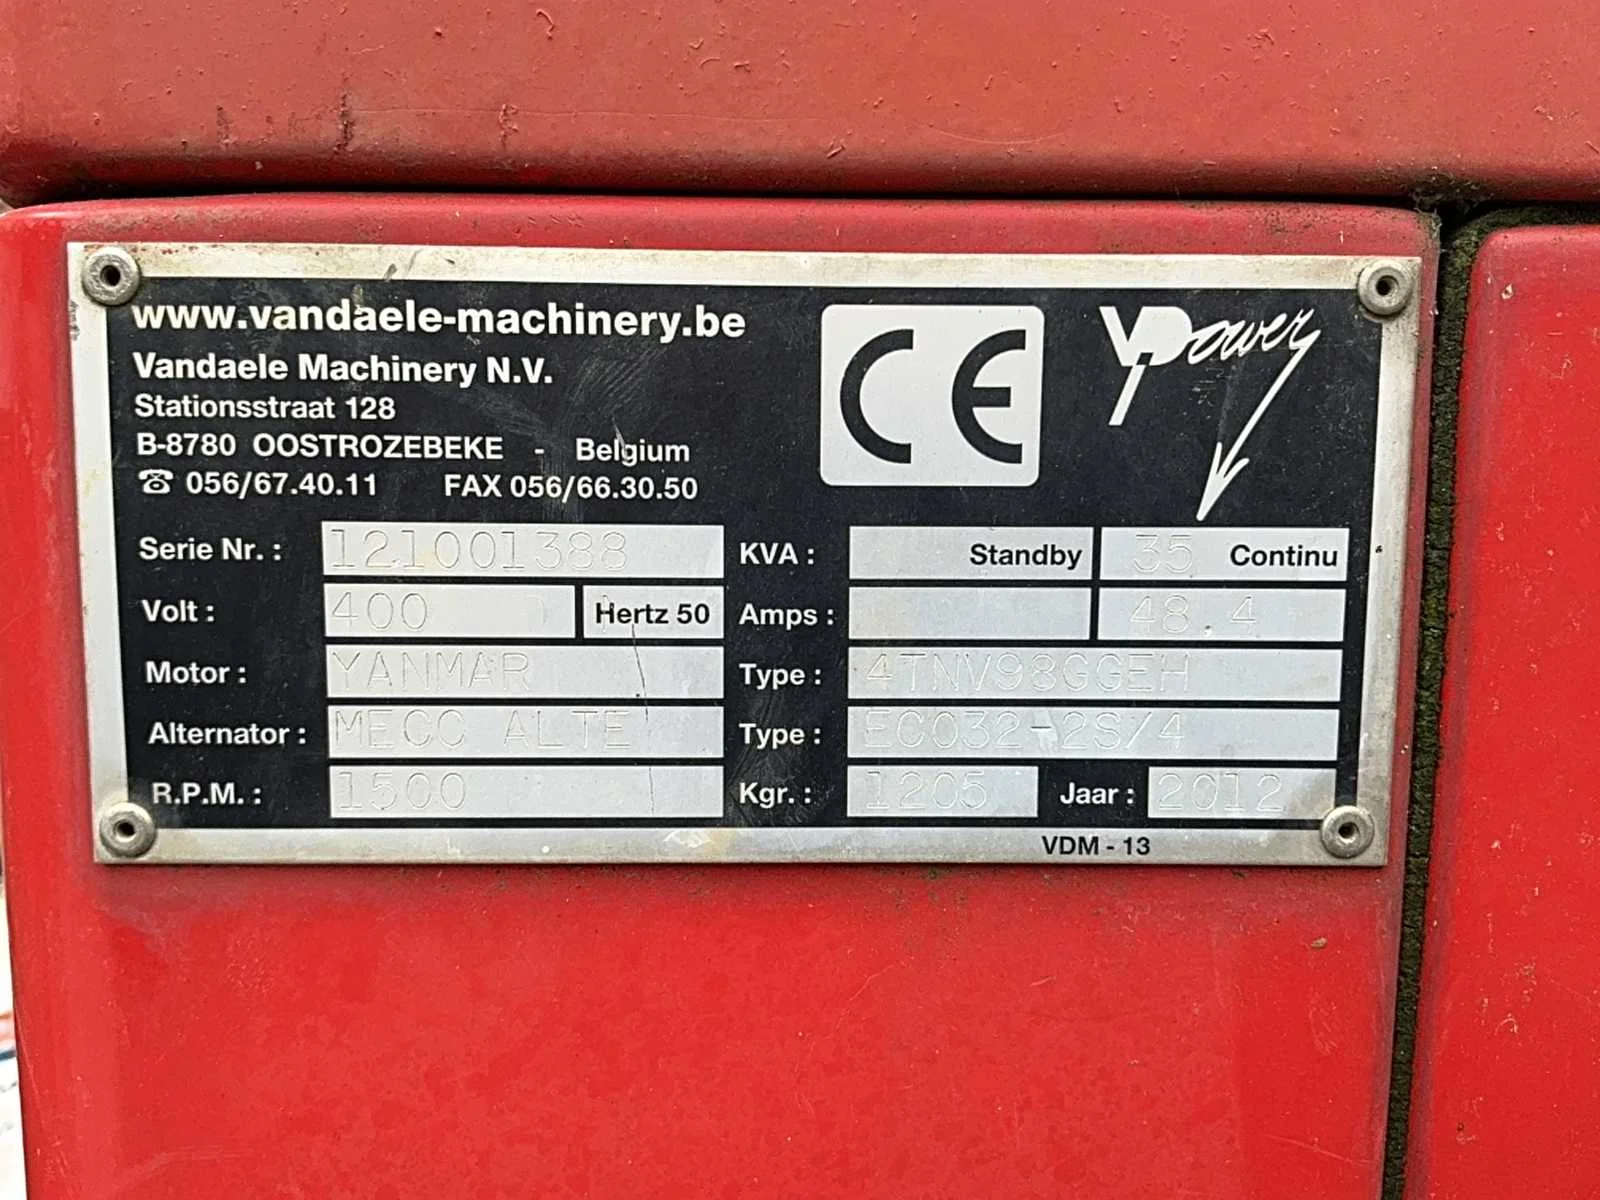 www.vandaele-machinery.be
Vandaele Machinery N.V.
Stationsstraat 128
B-8780 OOSTROZEBEKE - Belgium
☎ 056/67.40.11 FAX 056/66.30.50
CE
VPower
Serie Nr. : 121001388 KVA : Standby 35 Continu
Volt : 400 Hertz 50 Amps : 48.4
Motor : YANMAR Type : 4TNV98GGEH
Alternator : MECC ALTE Type : ECO32-2S/4
R.P.M. : 1500 Kgr. : 1205 Jaar : 2012
VDM - 13